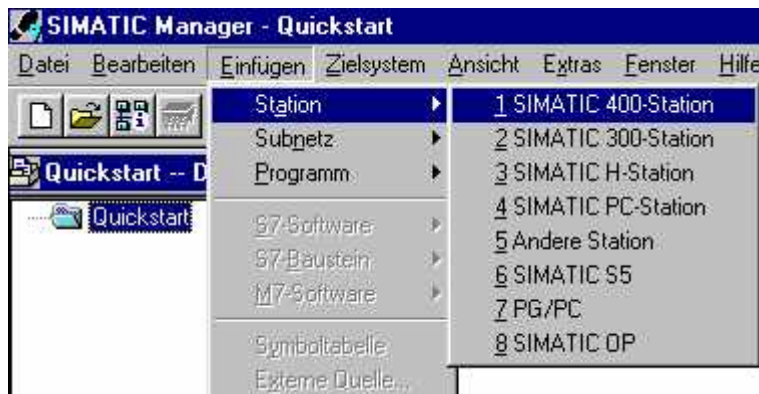 SIMATIC Manager - Quickstart
Datei Bearbeiten Einfügen Zielsystem Ansicht Extras Fenster Hilfe
Station
Subnetz
Programm
S7-Software
S7-Baustein
M7-Software
Symboltabelle
Externe Quelle...
1 SIMATIC 400-Station
2 SIMATIC 300-Station
3 SIMATIC H-Station
4 SIMATIC PC-Station
5 Andere Station
6 SIMATIC S5
7 PG/PC
8 SIMATIC OP
Quickstart -- D
Quickstart